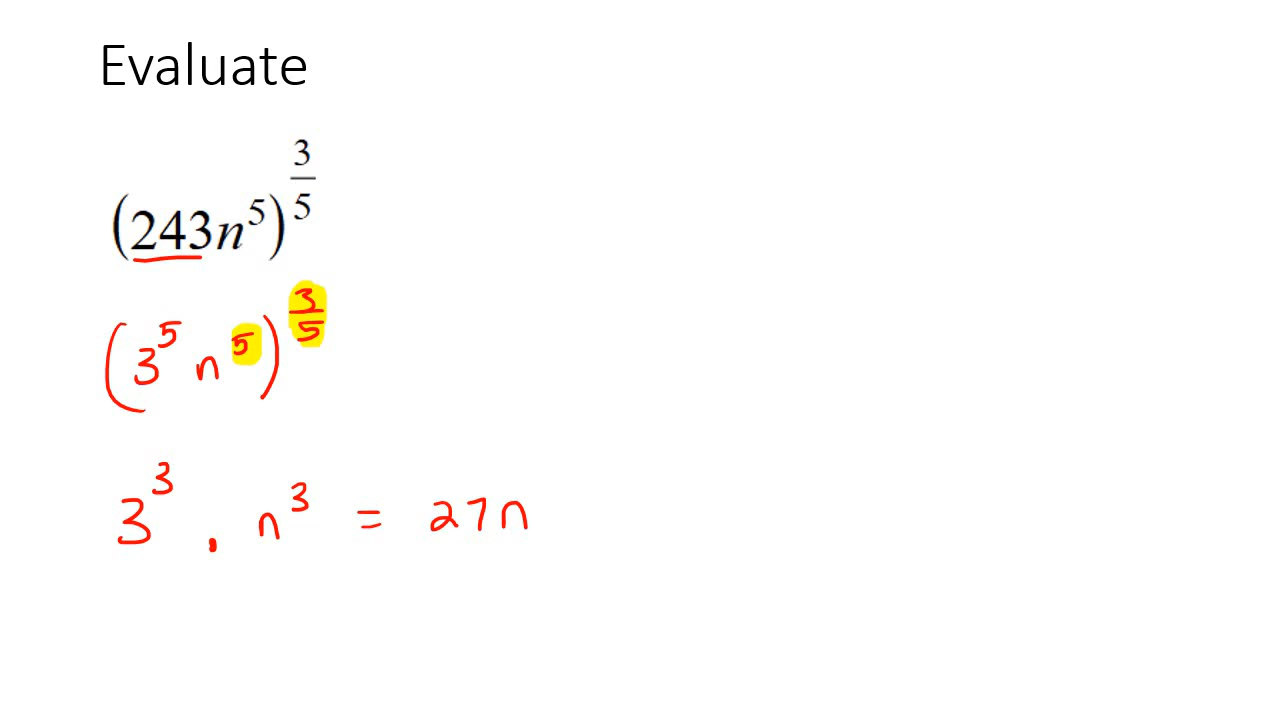 Evaluate
(243n⁵)^(3/5)
(3⁵ n⁵)^(3/5)
3³ . n³ = 27n